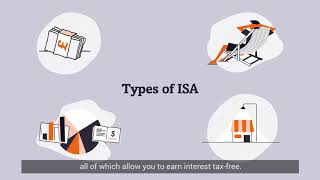 £
Types of ISA
$
all of which allow you to earn interest tax-free.